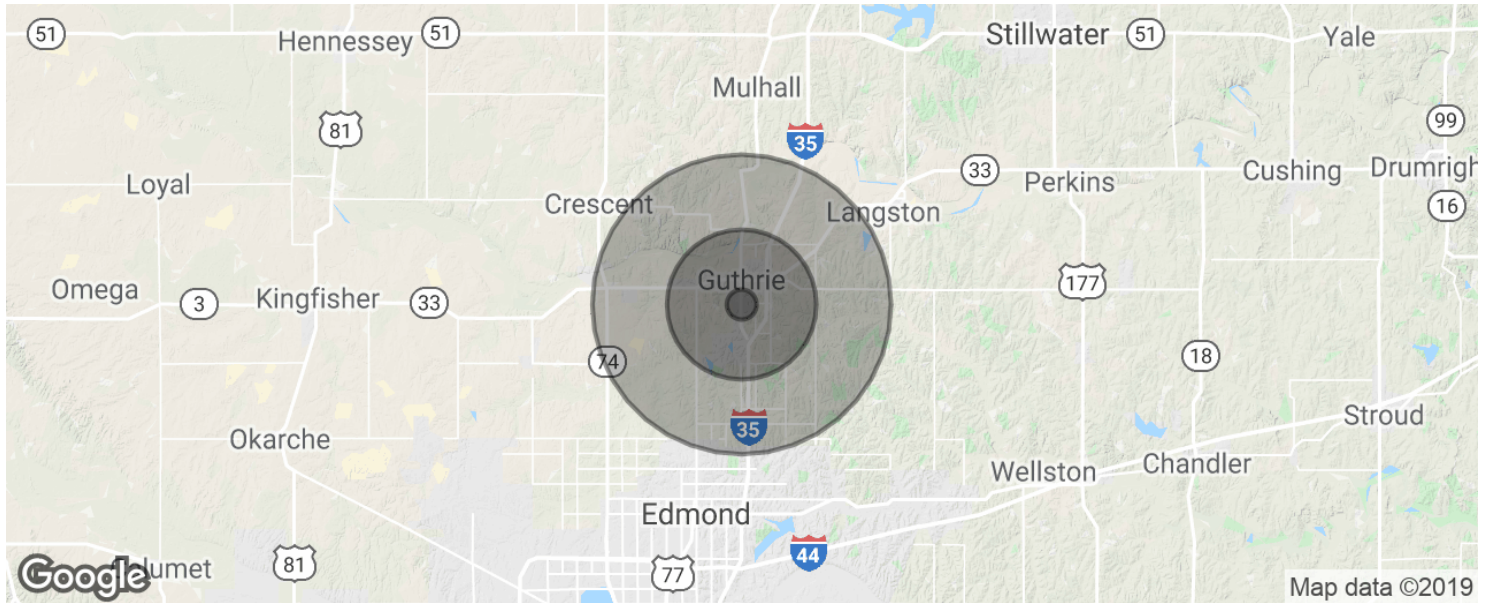 51
Hennessey
51
Stillwater
51
Yale
Mulhall
81
35
99
33
Cushing
Drumrigh
Loyal
Perkins
Crescent
Langston
16
Omega
3
Kingfisher
33
Guthrie
177
74
18
35
Stroud
Okarche
Wellston
Chandler
Edmond
44
81
77
Google
alumet
Map data ©2019